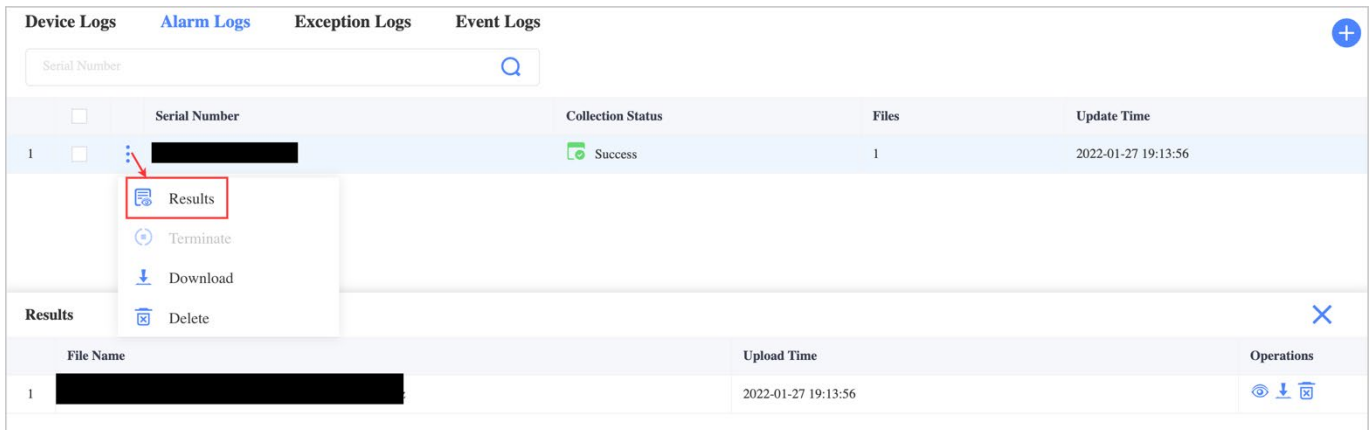 Device Logs Alarm Logs Exception Logs Event Logs
Serial Number
Serial Number Collection Status Files Update Time
1 Success 1 2022-01-27 19:13:56
Results
Terminate
Download
Delete
Results
File Name Upload Time Operations
1 2022-01-27 19:13:56